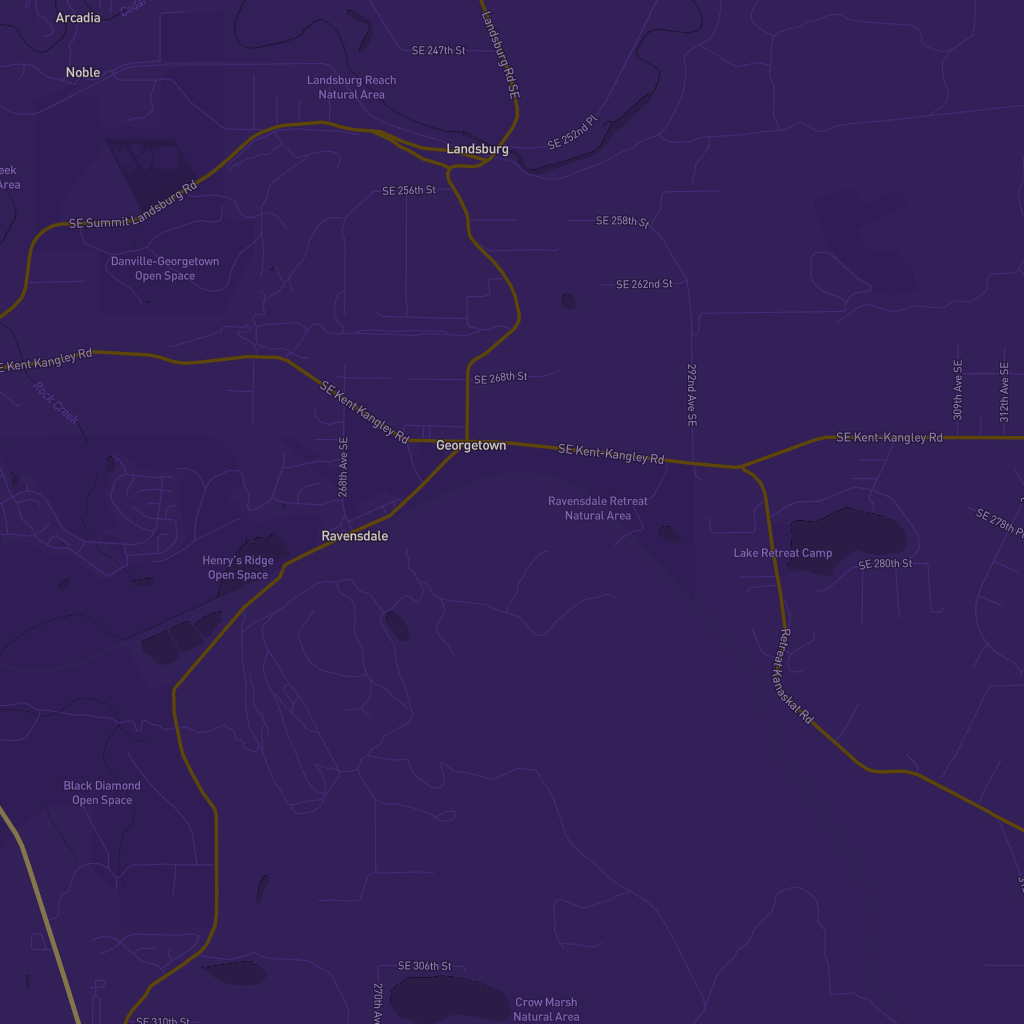 Arcadia
Cedar
SE 247th St
Landsburg Rd SE
Noble
Landsburg Reach
Natural Area
SE 252nd Pl
Landsburg
eek
Area
SE 256th St
SE Summit Landsburg Rd
SE 258th St
Danville-Georgetown
Open Space
SE 262nd St
SE Kent Kangley Rd
Rock Creek
SE Kent Kangley Rd
SE 268th St
292nd Ave SE
309th Ave SE
312th Ave SE
Georgetown
SE Kent-Kangley Rd
SE Kent-Kangley Rd
268th Ave SE
Ravensdale Retreat
Natural Area
SE 278th
Ravensdale
Lake Retreat Camp
Henry's Ridge
Open Space
SE 280th St
Retreat Kanaskat Rd
Black Diamond
Open Space
SE 306th St
270th Av
Crow Marsh
Natural Area
SE 310th St